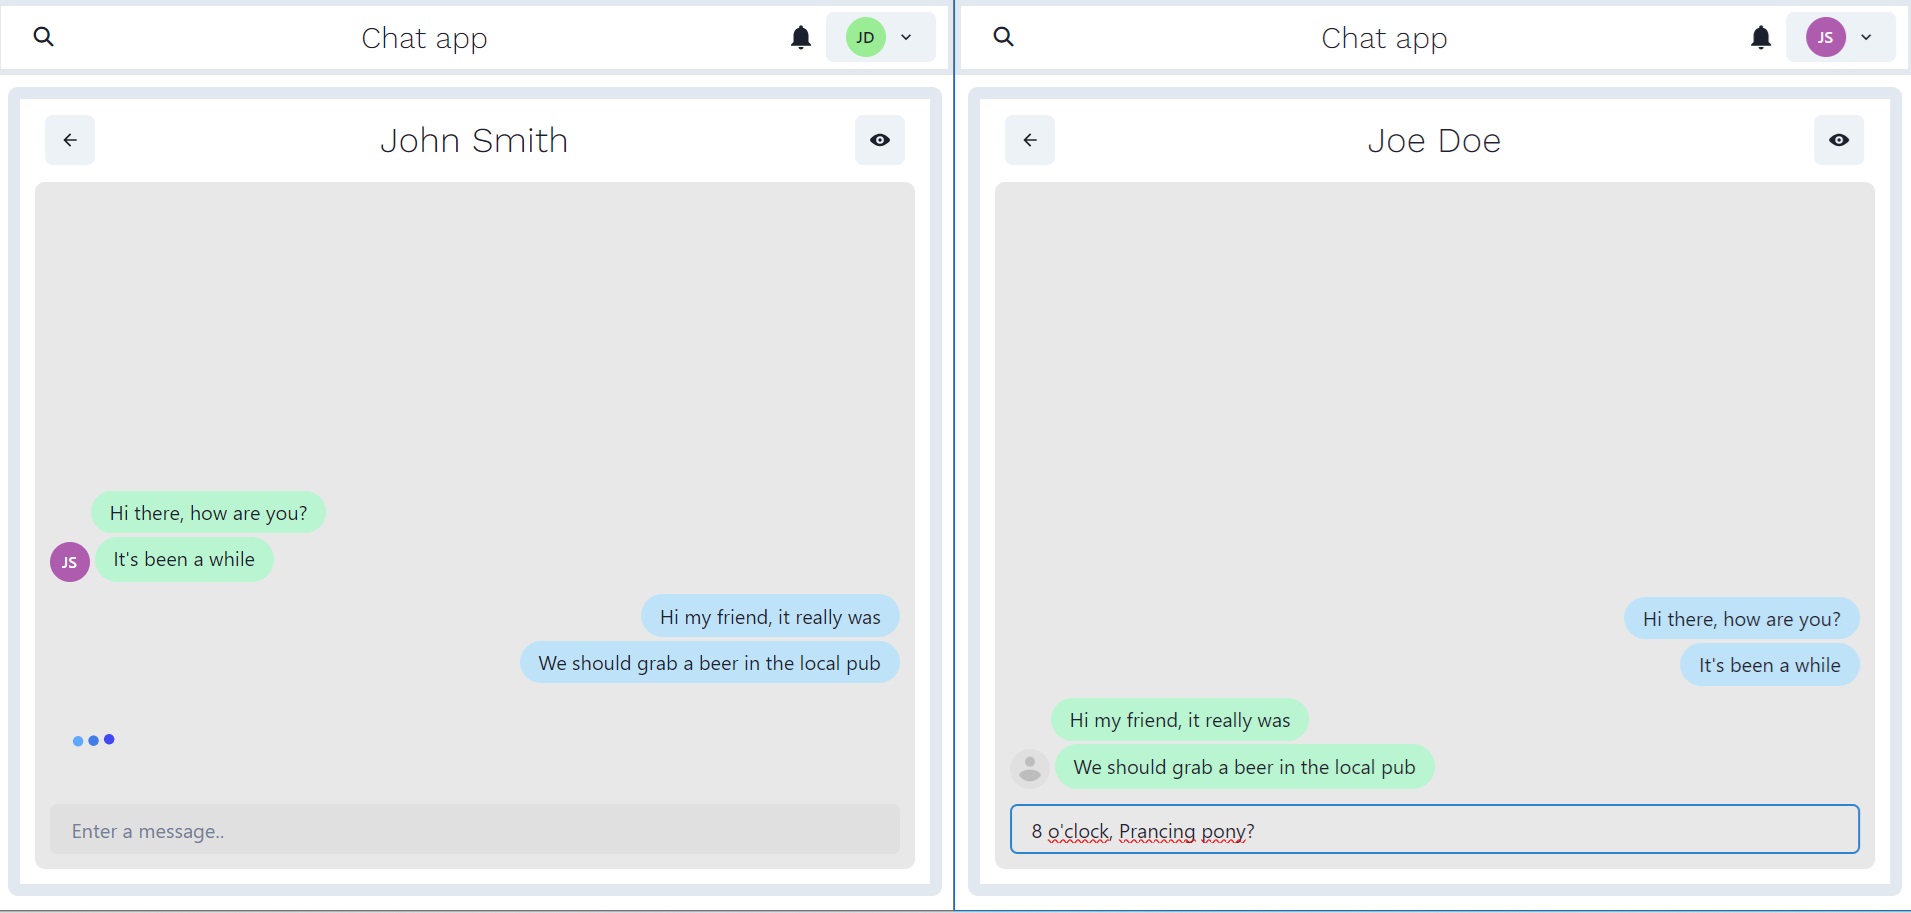 Chat app
JD
John Smith
Hi there, how are you?
JS
It's been a while
Hi my friend, it really was
We should grab a beer in the local pub
Enter a message..
Chat app
JS
Joe Doe
Hi there, how are you?
It's been a while
Hi my friend, it really was
We should grab a beer in the local pub
8 o'clock, Prancing pony?